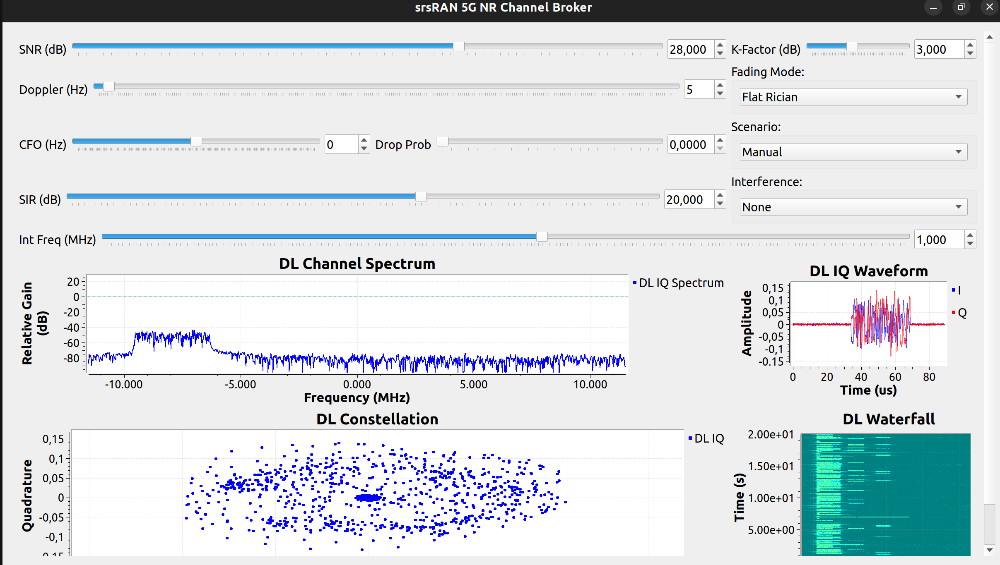 srsRAN 5G NR Channel Broker
SNR (dB) 28,000 K-Factor (dB) 3,000
Fading Mode:
Doppler (Hz) 5 Flat Rician
Scenario:
CFO (Hz) 0 Drop Prob 0,0000 Manual
Interference:
SIR (dB) 20,000 None
Int Freq (MHz) 1,000
DL Channel Spectrum
Relative Gain
(dB)
20
0
-20
-40
-60
-80
-10.000 -5.000 0.000 5.000 10.000
Frequency (MHz)
DL IQ Spectrum
DL IQ Waveform
Amplitude
0,15
0,1
0,05
0
-0,05
-0,1
-0.15
0 20 40 60 80
Time (us)
I
Q
DL Constellation
Quadrature
0,15
0,1
0,05
0
-0,05
-0,1
DL IQ
DL Waterfall
Time (s)
2.00e+01
1.50e+01
1.00e+01
5.00e+00